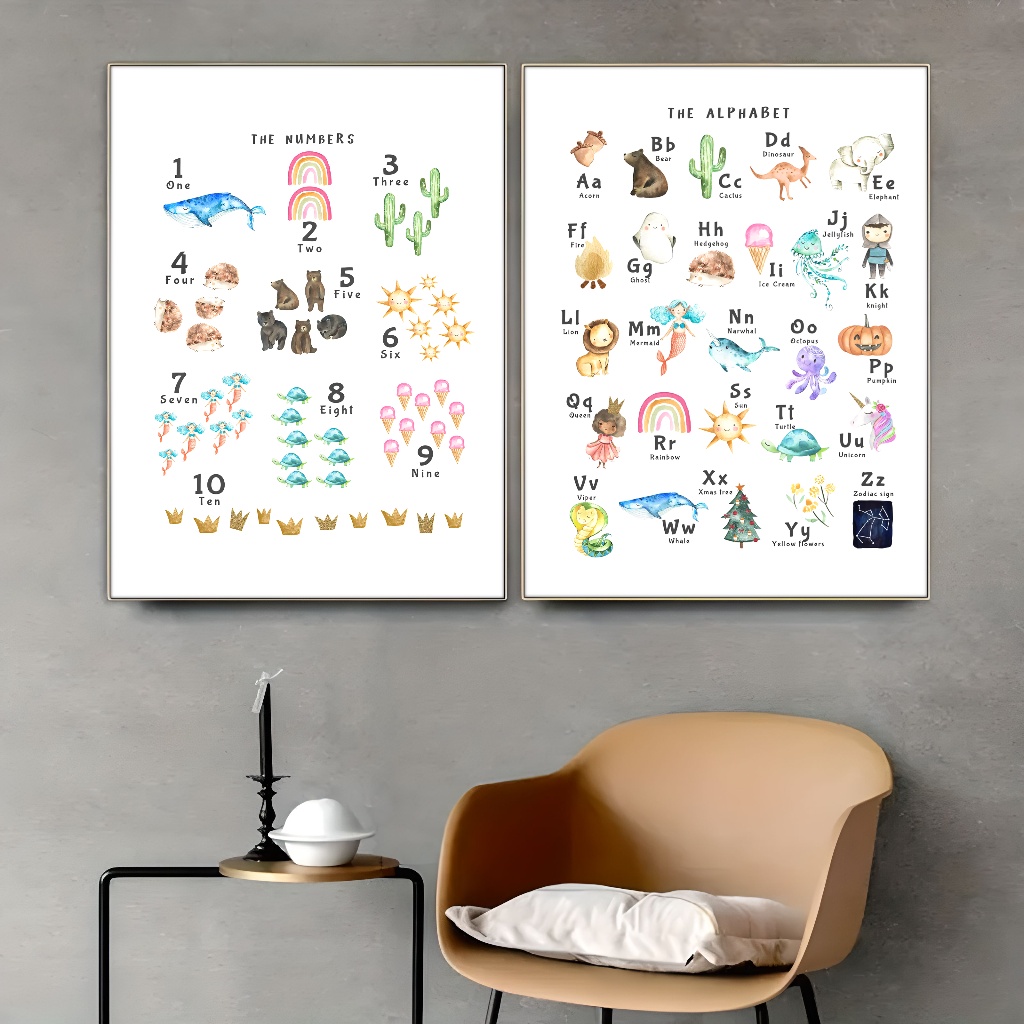 THE NUMBERS
1
One
2
Two
3
Three
4
Four
5
Five
6
Six
7
Seven
8
Eight
9
Nine
10
Ten
THE ALPHABET
Aa
Acorn
Bb
Bear
Cc
Cactus
Dd
Dinosaur
Ee
Elephant
Ff
Fire
Gg
Ghost
Hh
Hedgehog
Ii
Ice Cream
Jj
Jellyfish
Kk
knight
Ll
Lion
Mm
Mermaid
Nn
Narwhal
Oo
Octopus
Pp
Pumpkin
Qq
Queen
Rr
Rainbow
Ss
Sun
Tt
Turtle
Uu
Unicorn
Vv
Viper
Ww
Whale
Xx
Xmas tree
Yy
Yellow flowers
Zz
Zodiac sign